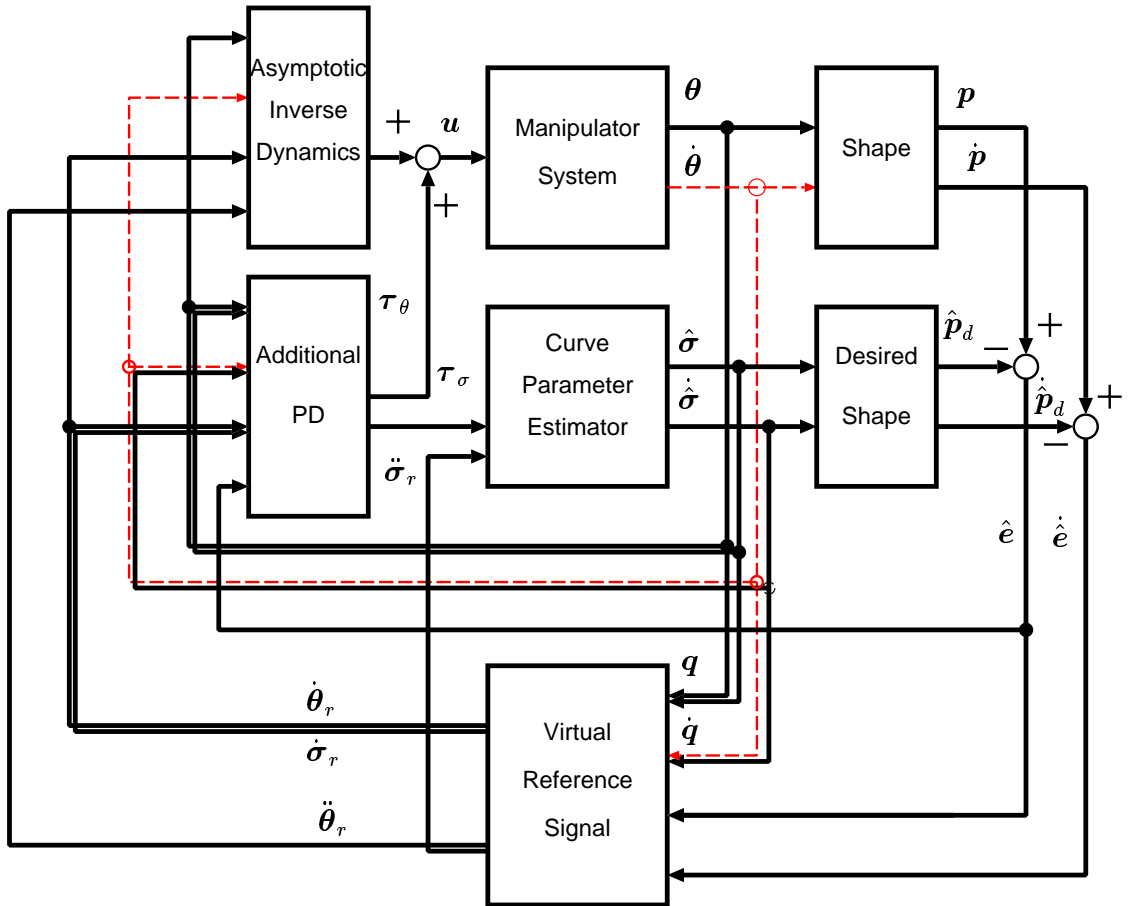 Asymptotic
Inverse
Dynamics
+
u
+
Manipulator
System
θ
θ̇
Shape
p
ṗ
Additional
PD
τ_θ
τ_σ
σ̈_r
Curve
Parameter
Estimator
σ̂
σ̂̇
Desired
Shape
p̂_d
−
+
p̂̇_d
−
+
ê
ê̇
θ̇_r
σ̇_r
θ̈_r
Virtual
Reference
Signal
q
q̇